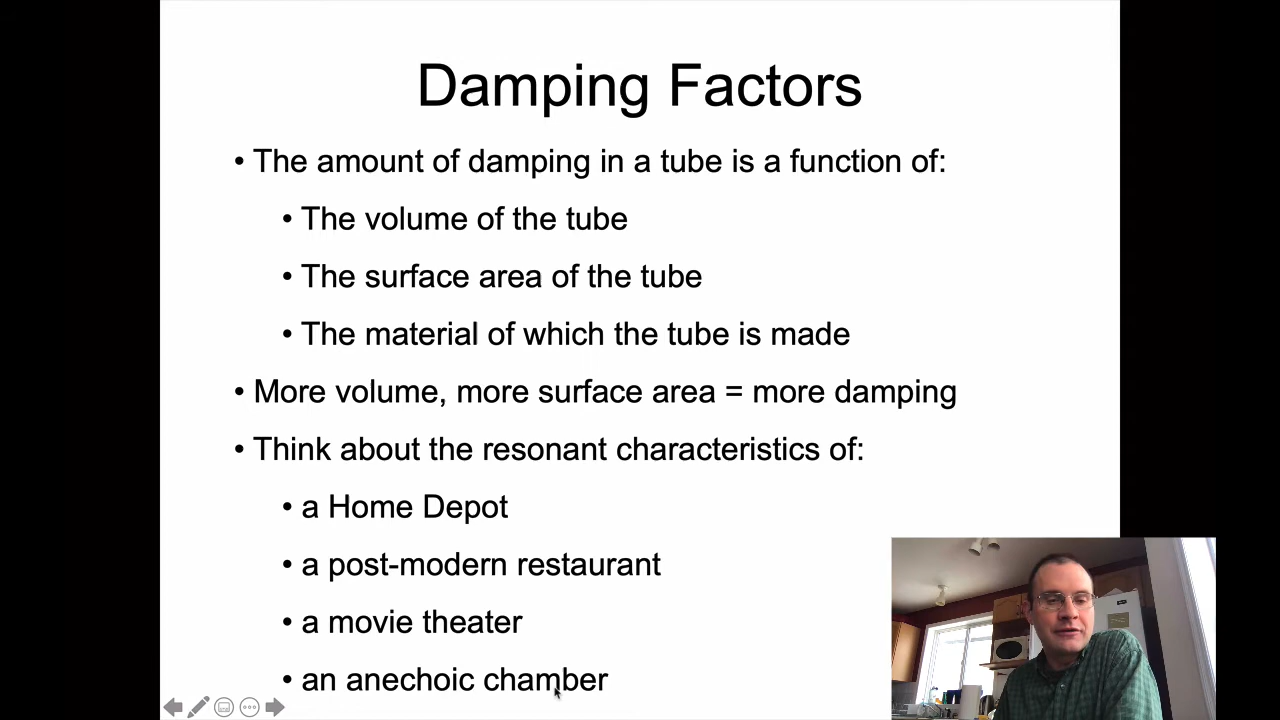 Damping Factors
• The amount of damping in a tube is a function of:
• The volume of the tube
• The surface area of the tube
• The material of which the tube is made
• More volume, more surface area = more damping
• Think about the resonant characteristics of:
• a Home Depot
• a post-modern restaurant
• a movie theater
• an anechoic chamber